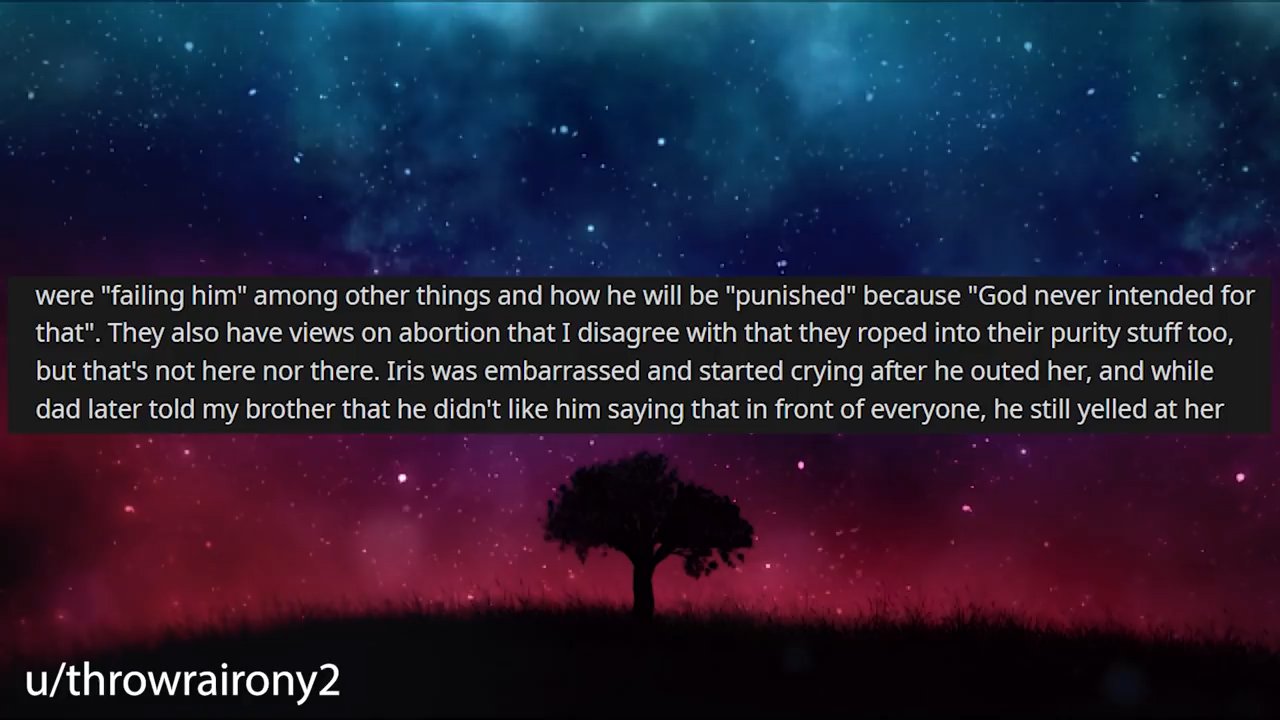 were "failing him" among other things and how he will be "punished" because "God never intended for
that". They also have views on abortion that I disagree with that they roped into their purity stuff too,
but that's not here nor there. Iris was embarrassed and started crying after he outed her, and while
dad later told my brother that he didn't like him saying that in front of everyone, he still yelled at her
u/throwrairony2